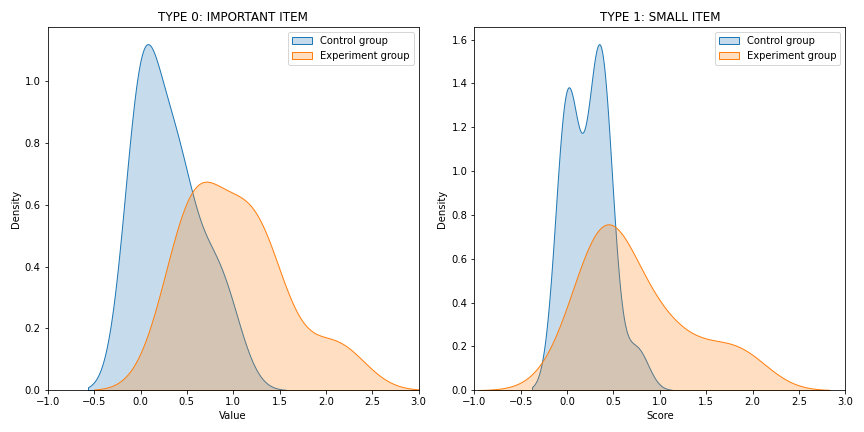 TYPE 0: IMPORTANT ITEM
Control group
Experiment group
1.0
0.8
0.6
0.4
0.2
0.0
Density
−1.0 −0.5 0.0 0.5 1.0 1.5 2.0 2.5 3.0
Value
TYPE 1: SMALL ITEM
Control group
Experiment group
1.6
1.4
1.2
1.0
0.8
0.6
0.4
0.2
0.0
Density
−1.0 −0.5 0.0 0.5 1.0 1.5 2.0 2.5 3.0
Score